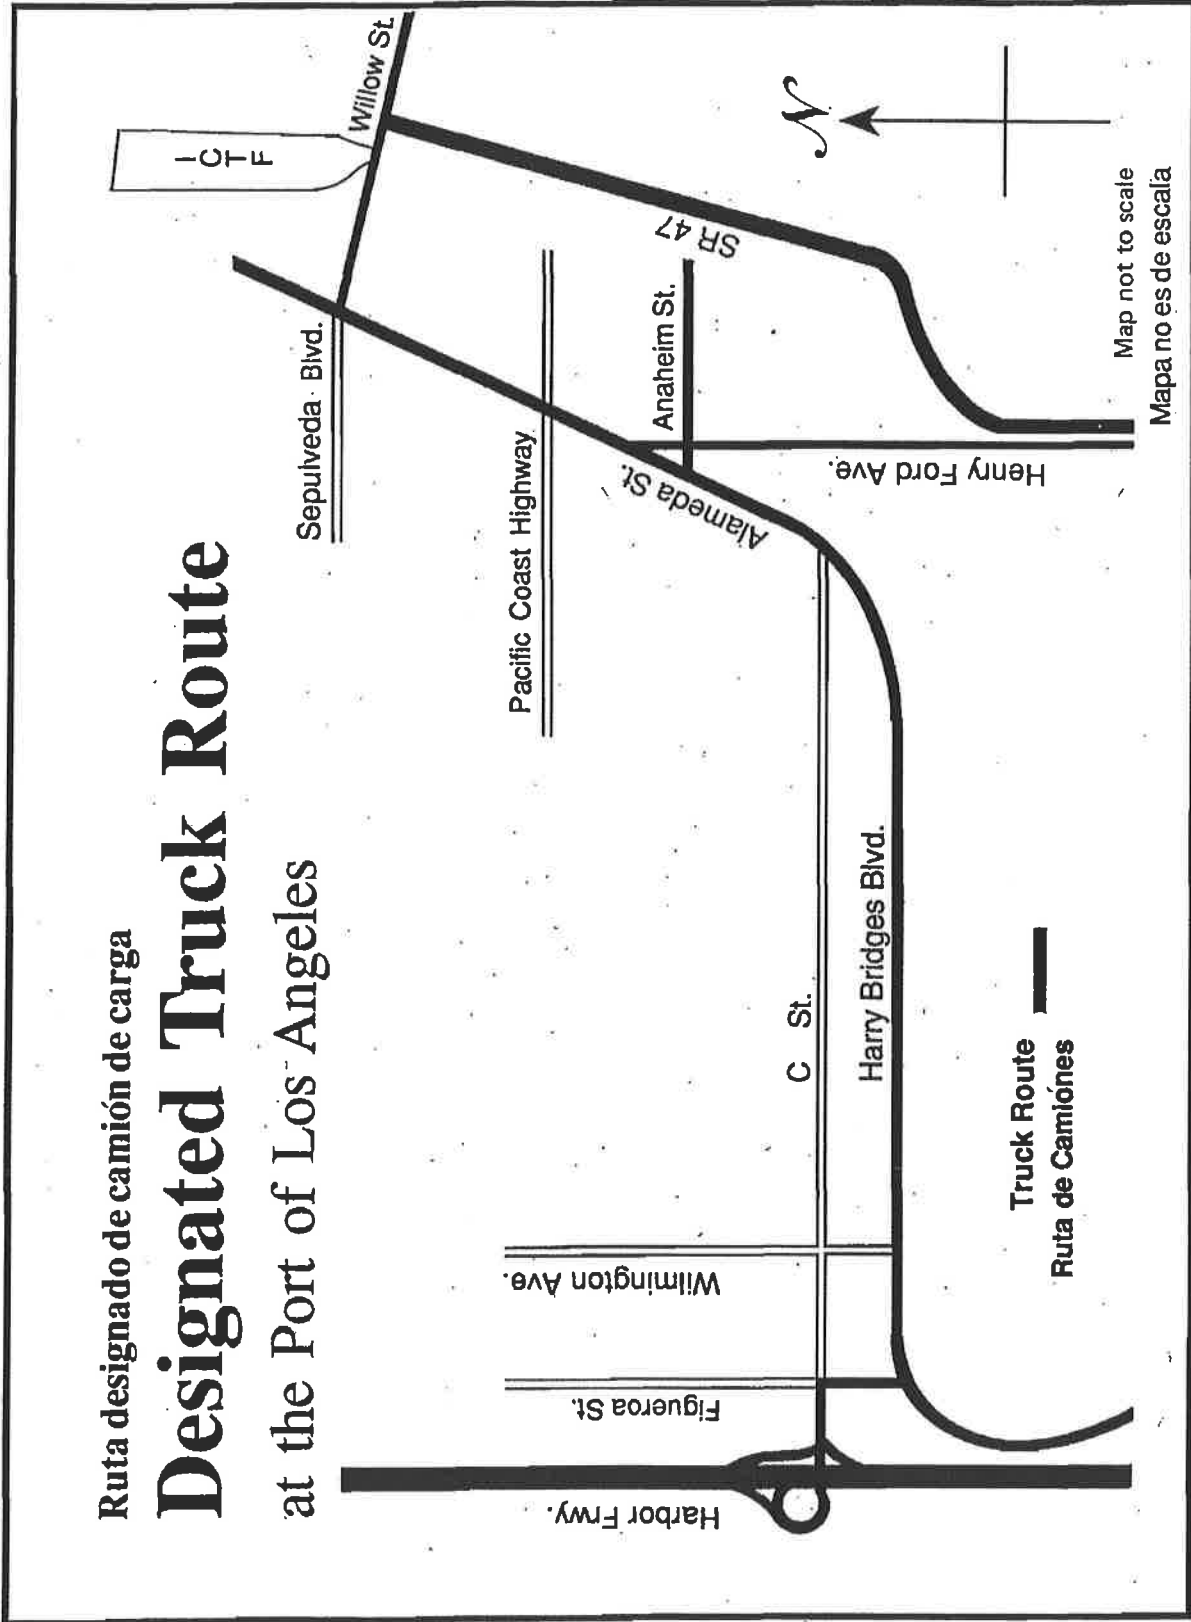 Ruta designado de camión de carga
Designated Truck Route
at the Port of Los Angeles
ICTF
Willow St.
Sepulveda Blvd.
Pacific Coast Highway
Anaheim St.
SR 47
Alameda St.
Henry Ford Ave.
C St.
Harry Bridges Blvd.
Wilmington Ave.
Figueroa St.
Harbor Frwy.
N
Truck Route
Ruta de Camiónes
Map not to scale
Mapa no es de escala